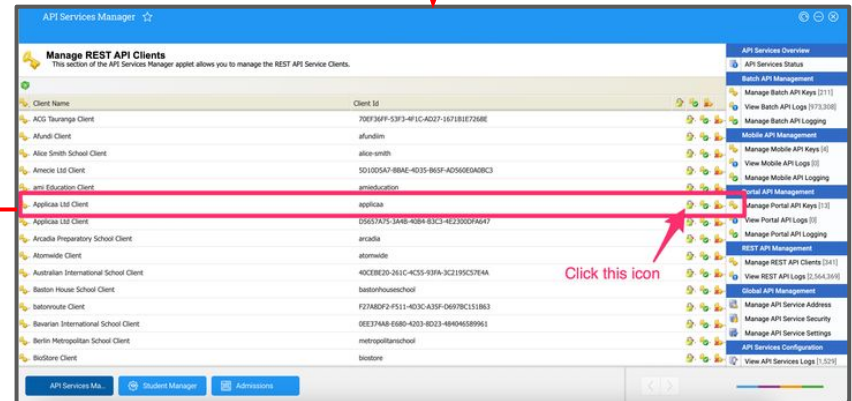 API Services Manager
Manage REST API Clients
This section of the API Services Manager applet allows you to manage the REST API Service Clients.
Client Name Client Id
ACG Tauranga Client 70EF36FF-53F3-4F1C-AD27-167181E7268E
Afundi Client afundiim
Alice Smith School Client alice-smith
Amecie Ltd Client 5D10D5A7-BBAE-4D35-B65F-AD560E0A0BC3
ami Education Client amieducation
Applicaa Ltd Client applicaa
Applicaa Ltd Client D5657A75-3A4B-40B4-83C3-4E2300DFA647
Arcadia Preparatory School Client arcadia
Atomwide Client atomwide
Australian International School Client 40CEBE20-261C-4C55-93FA-3C2195C57E4A
Baston House School Client bastonhouseschool
batonroute Client F27A8DF2-F511-4D3C-A35F-D697BC151B63
Bavarian International School Client 0EE374A8-E680-4203-8D23-484046589961
Berlin Metropolitan School Client metropolitanschool
BioStore Client biostore
Click this icon
API Services Overview
API Services Status
Batch API Management
Manage Batch API Keys [211]
View Batch API Logs [973,308]
Manage Batch API Logging
Mobile API Management
Manage Mobile API Keys [4]
View Mobile API Logs [0]
Manage Mobile API Logging
Portal API Management
Manage Portal API Keys [13]
View Portal API Logs [0]
Manage Portal API Logging
REST API Management
Manage REST API Clients [341]
View REST API Logs [2,564,369]
Global API Management
Manage API Service Address
Manage API Service Security
Manage API Service Settings
API Services Configuration
View API Services Logs [1,529]
API Services Ma... Student Manager Admissions